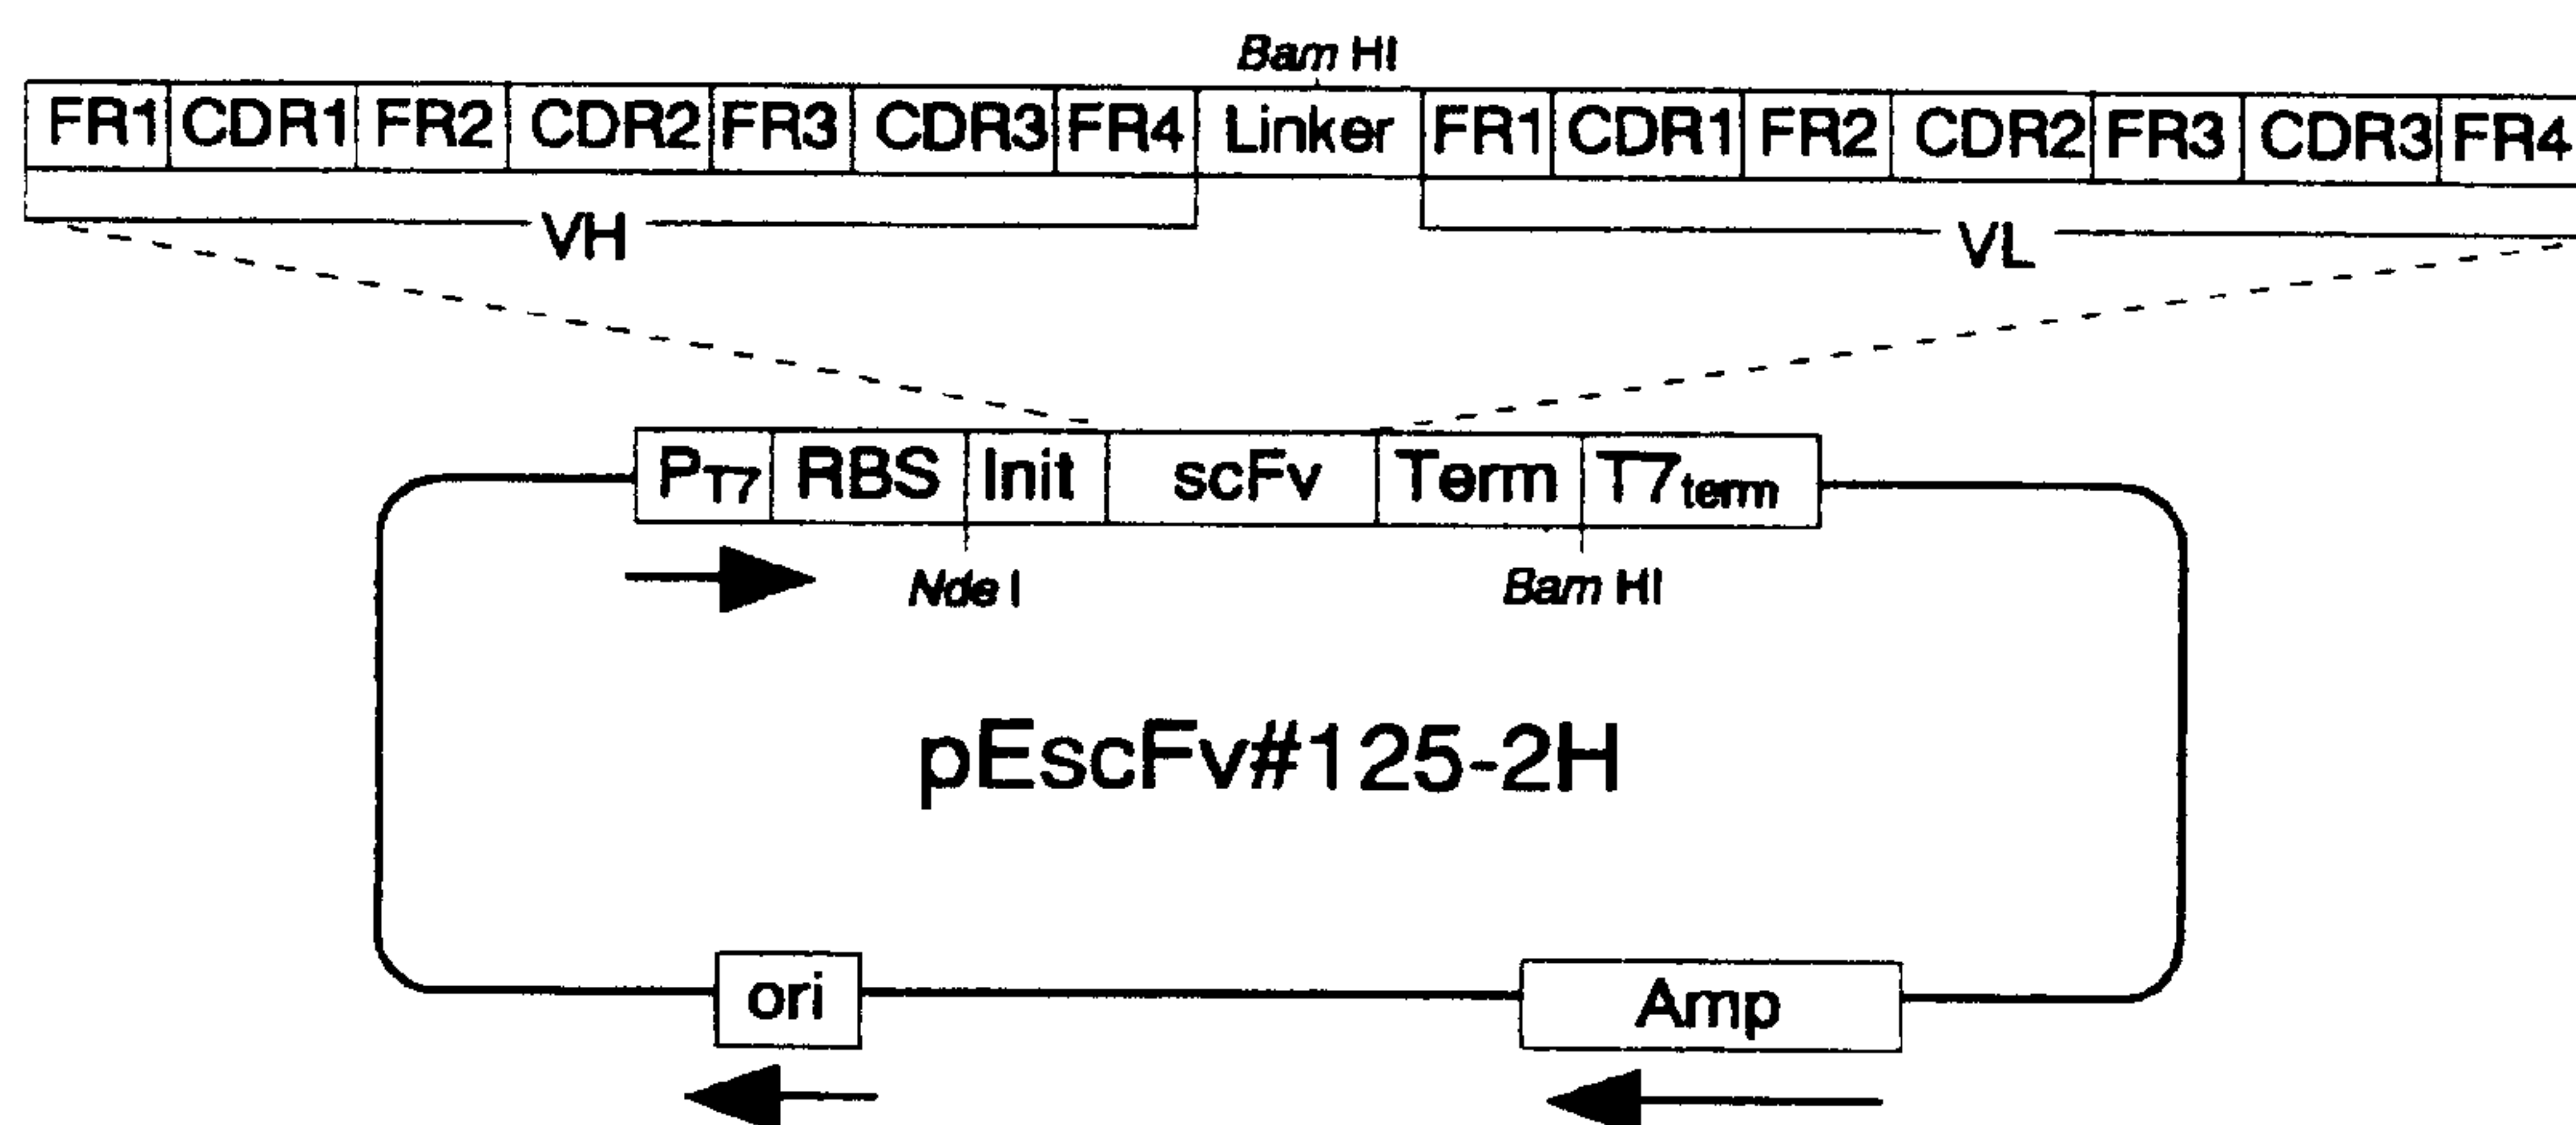 Bam HI
FR1 CDR1 FR2 CDR2 FR3 CDR3 FR4 Linker FR1 CDR1 FR2 CDR2 FR3 CDR3 FR4
VH VL
PT7 RBS Init scFv Term T7term
Nde I Bam HI
pEscFv#125-2H
ori Amp